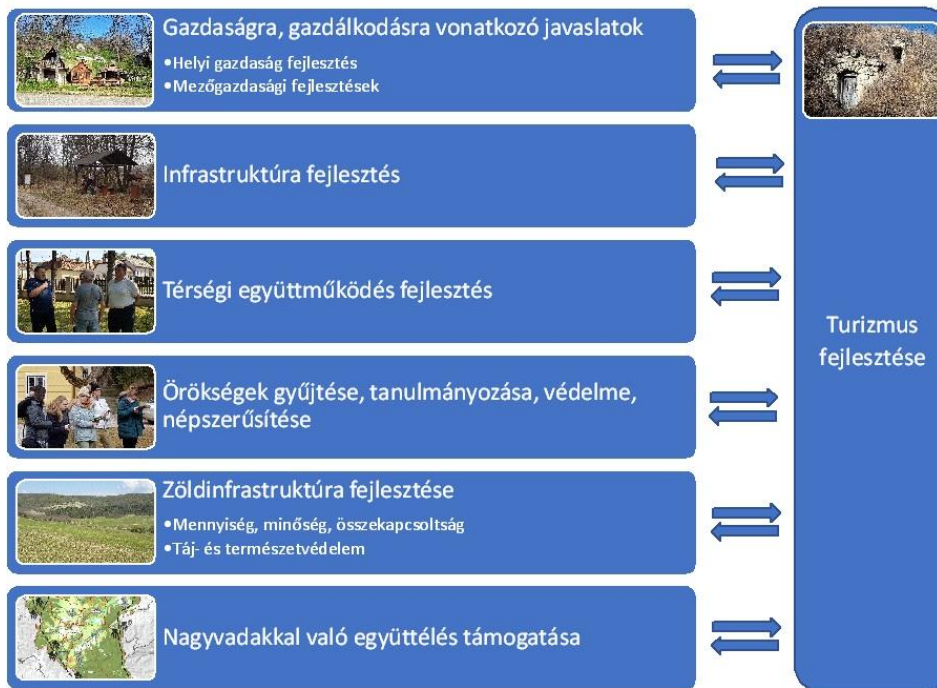 Gazdaságra, gazdálkodásra vonatkozó javaslatok
•Helyi gazdaság fejlesztés
•Mezőgazdasági fejlesztések
Infrastruktúra fejlesztés
Térségi együttműködés fejlesztés
Örökségek gyűjtése, tanulmányozása, védelme,
népszerűsítése
Zöldinfrastruktúra fejlesztése
•Mennyiség, minőség, összekapcsoltság
•Táj- és természetvédelem
Nagyvadakkal való együttélés támogatása
Turizmus
fejlesztése